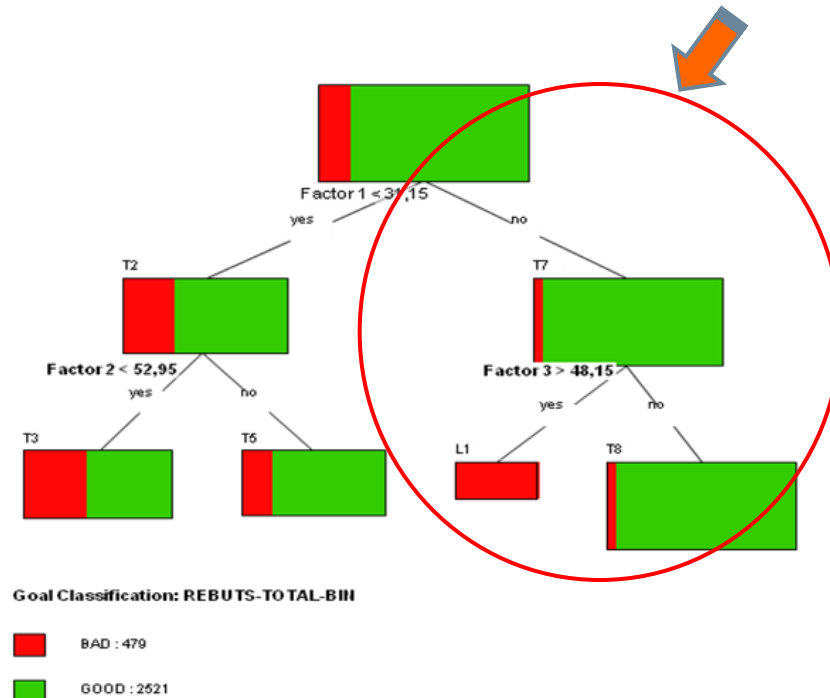 Factor 1 < 31,15
yes
no
T2
T7
Factor 2 < 52,95
Factor 3 > 48,15
yes
no
yes
no
T3
T5
L1
T8
Goal Classification: REBUTS-TOTAL-BIN
BAD : 479
GOOD : 2521